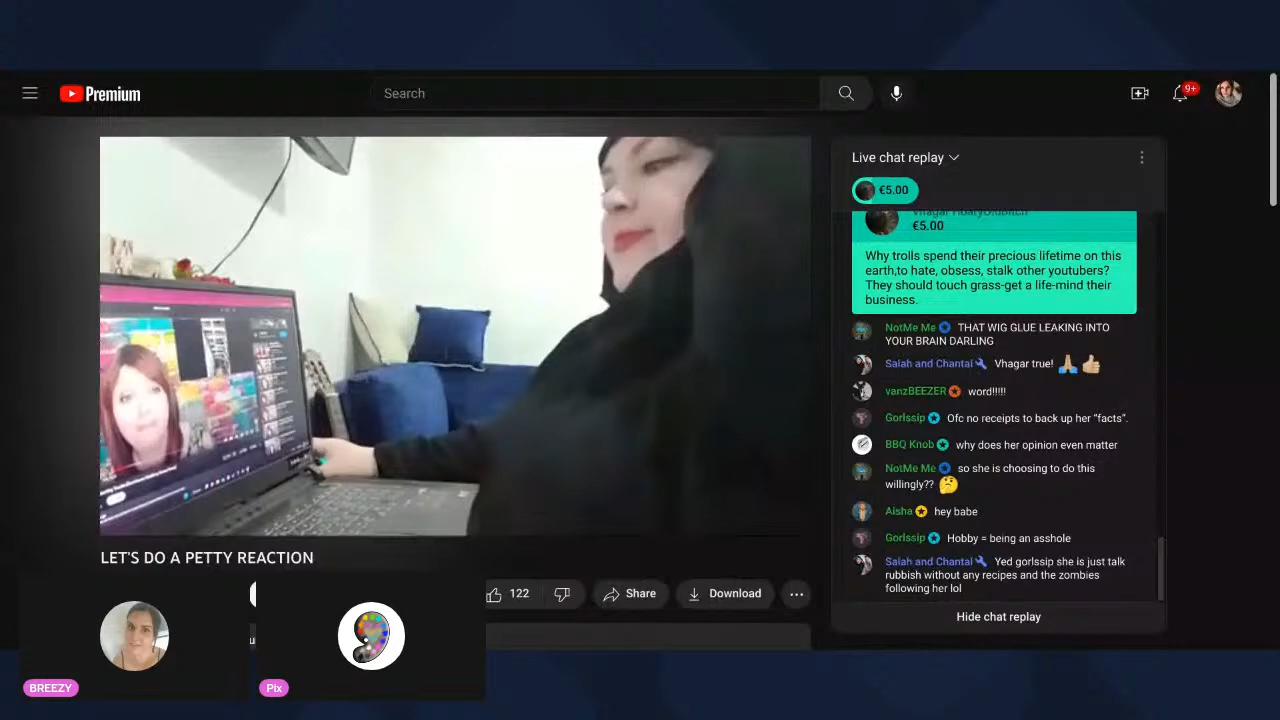 Premium
Search
9+
Live chat replay
€5.00
€5.00
Why trolls spend their precious lifetime on this
earth,to hate, obsess, stalk other youtubers?
They should touch grass-get a life-mind their
business.
NotMe Me THAT WIG GLUE LEAKING INTO
YOUR BRAIN DARLING
Salah and Chantal Vhagar true! 🙏👍
vanzBEEZER word!!!!!
Gorlssip Ofc no receipts to back up her “facts”.
BBQ Knob why does her opinion even matter
NotMe Me so she is choosing to do this
willingly?? 🤔
Aisha hey babe
Gorlssip Hobby = being an asshole
Salah and Chantal Yed gorlssip she is just talk
rubbish without any recipes and the zombies
following her lol
Hide chat replay
LET'S DO A PETTY REACTION
122
Share
Download
BREEZY
Pix